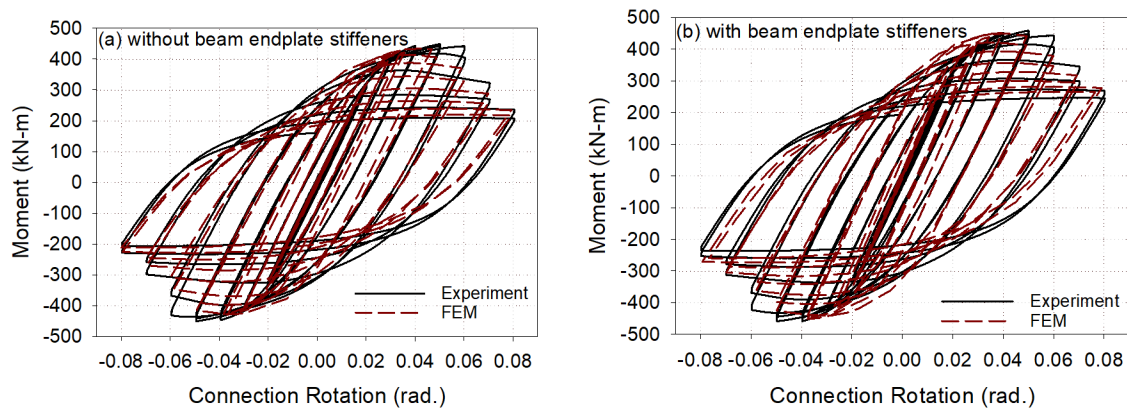 500
(a) without beam endplate stiffeners
400
300
200
100
0
-100
-200
-300
-400
-500
Moment (kN-m)
Experiment
FEM
-0.08 -0.06 -0.04 -0.02 0.00 0.02 0.04 0.06 0.08
Connection Rotation (rad.)
500
(b) with beam endplate stiffeners
400
300
200
100
0
-100
-200
-300
-400
-500
Moment (kN-m)
Experiment
FEM
-0.08 -0.06 -0.04 -0.02 0.00 0.02 0.04 0.06 0.08
Connection Rotation (rad.)